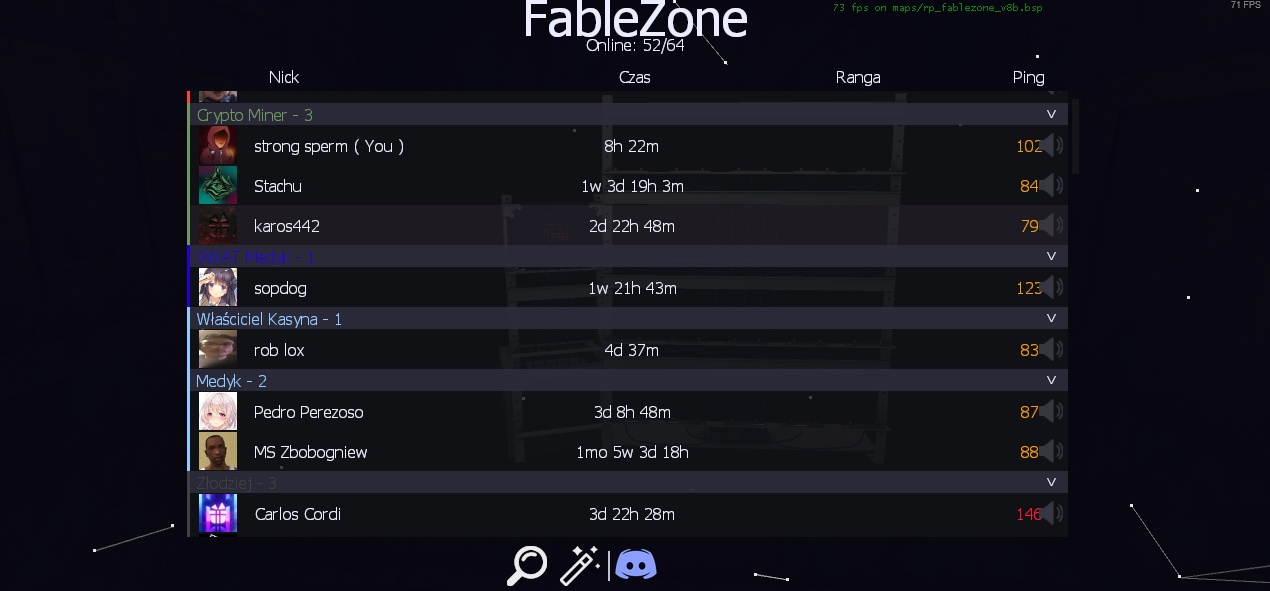 FableZone
73 fps on maps/rp_fablezone_v8b.bsp
71 FPS
Online: 52/64
Nick Czas Ranga Ping
Crypto Miner - 3 V
strong sperm ( You ) 8h 22m 102
Stachu 1w 3d 19h 3m 84
karos442 2d 22h 48m 79
SWAT Medyk - 1 V
sopdog 1w 21h 43m 123
Właściciel Kasyna - 1 V
rob lox 4d 37m 83
Medyk - 2 V
Pedro Perezoso 3d 8h 48m 87
MS Zbobogniew 1mo 5w 3d 18h 88
Złodziej - 3 V
Carlos Cordi 3d 22h 28m 146